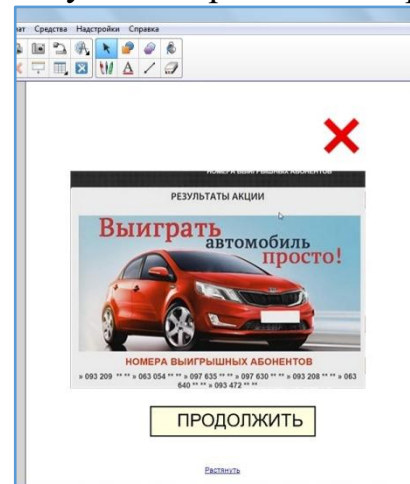 Средства Надстройки Справка
НОМЕРА ВЫИГРЫШНЫХ АБОНЕНТОВ
РЕЗУЛЬТАТЫ АКЦИИ
Выиграть
автомобиль
просто!
НОМЕРА ВЫИГРЫШНЫХ АБОНЕНТОВ
» 093 209 ** ** » 063 054 ** ** » 097 635 ** ** » 097 630 ** ** » 093 208 ** ** » 063
640 ** ** » 093 472 ** **
ПРОДОЛЖИТЬ
Растянуть